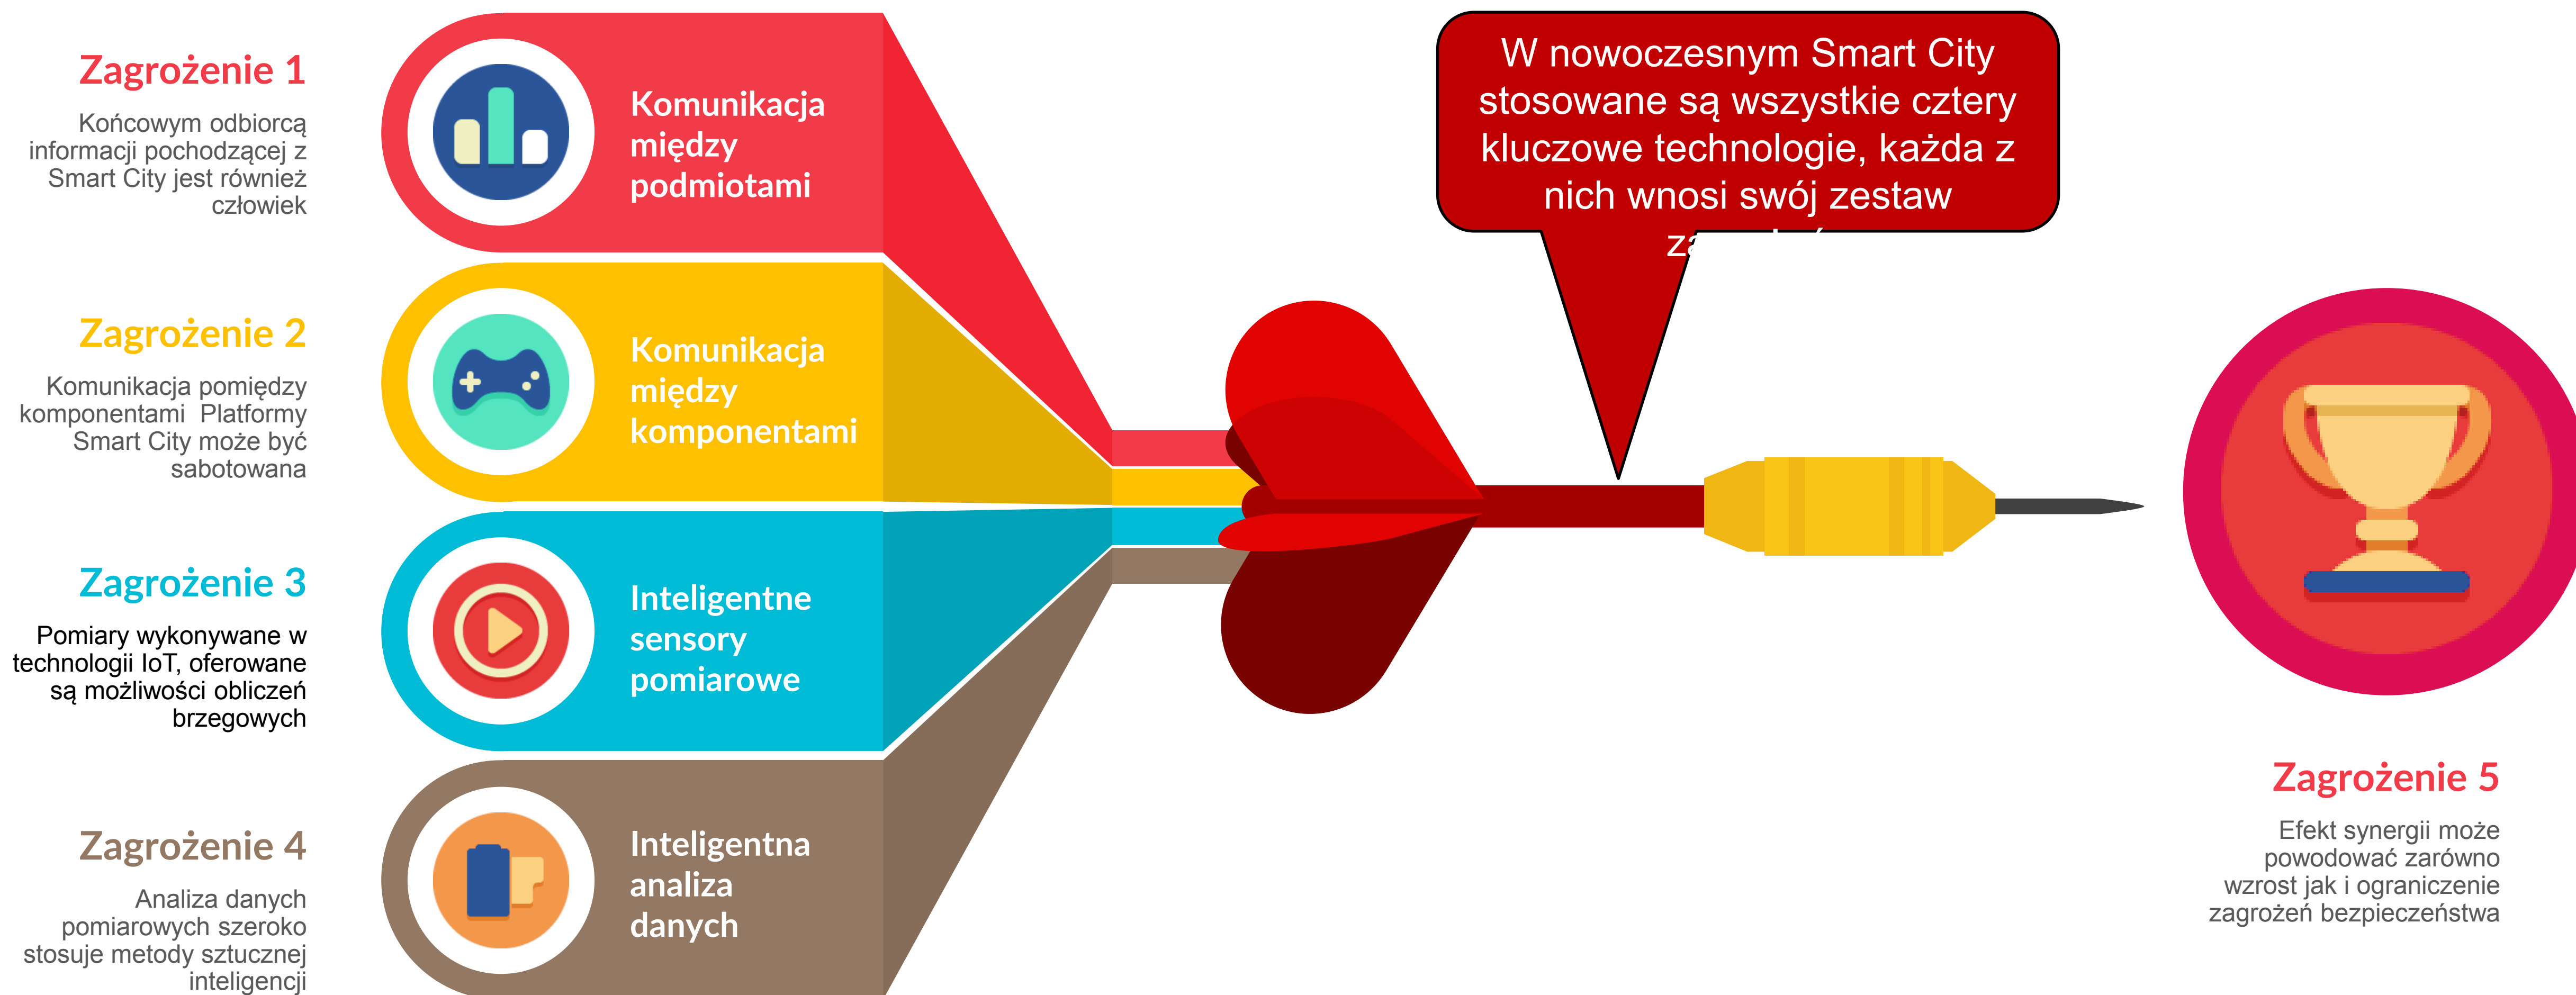 Zagrożenie 1
Końcowym odbiorcą
informacji pochodzącej z
Smart City jest również
człowiek
Komunikacja
między
podmiotami
Zagrożenie 2
Komunikacja pomiędzy
komponentami Platformy
Smart City może być
sabotowana
Komunikacja
między
komponentami
Zagrożenie 3
Pomiary wykonywane w
technologii IoT, oferowane
są możliwości obliczeń
brzegowych
Inteligentne
sensory
pomiarowe
Zagrożenie 4
Analiza danych
pomiarowych szeroko
stosuje metody sztucznej
inteligencji
Inteligentna
analiza
danych
W nowoczesnym Smart City
stosowane są wszystkie cztery
kluczowe technologie, każda z
nich wnosi swój zestaw
Zagrożenie 5
Efekt synergii może
powodować zarówno
wzrost jak i ograniczenie
zagrożeń bezpieczeństwa